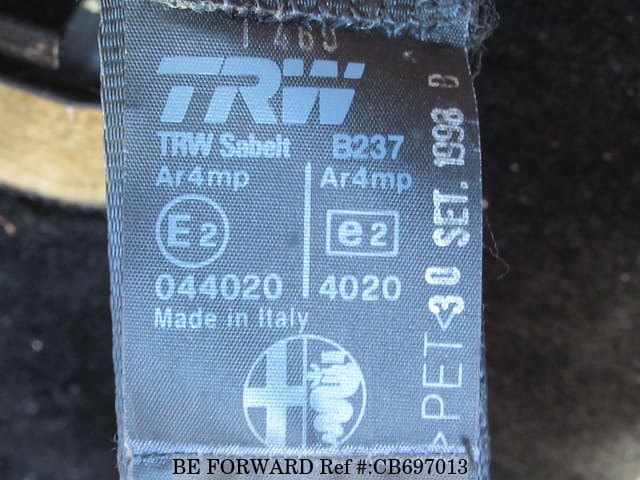 TRW
TRW Sabelt B237
Ar4mp Ar4mp
E2 e2
044020 4020
Made in Italy
>PET<
30 SET. 1998 D
BE FORWARD Ref #:CB697013